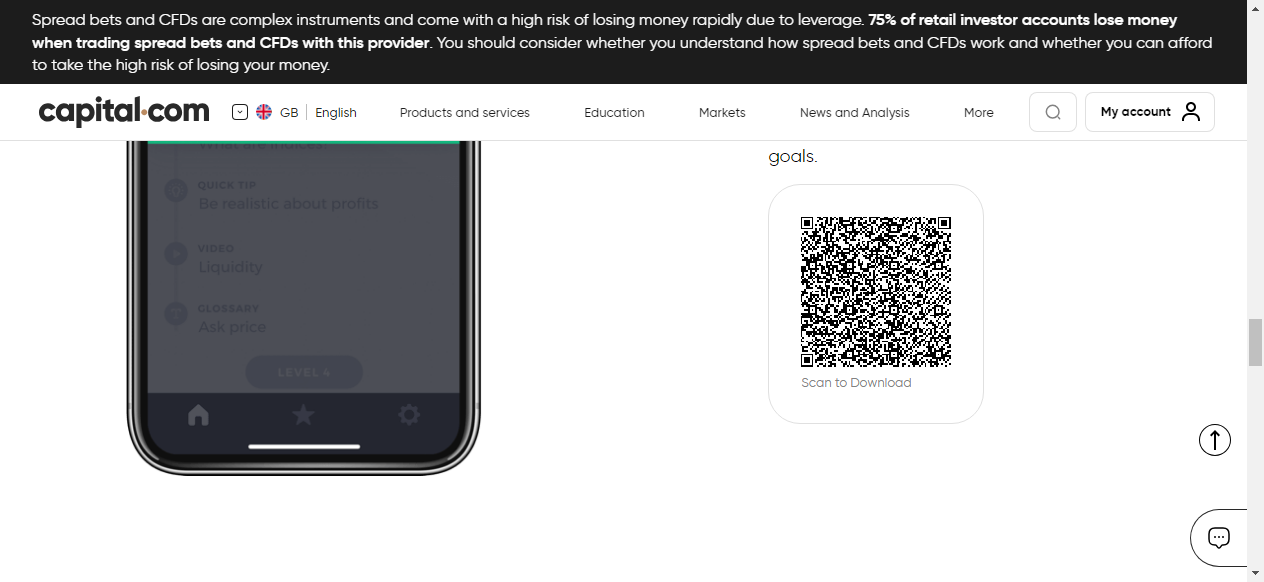 Spread bets and CFDs are complex instruments and come with a high risk of losing money rapidly due to leverage. 75% of retail investor accounts lose money
when trading spread bets and CFDs with this provider. You should consider whether you understand how spread bets and CFDs work and whether you can afford
to take the high risk of losing your money.
capital.com
GB English
Products and services
Education
Markets
News and Analysis
More
My account
What are indices?
QUICK TIP
Be realistic about profits
VIDEO
Liquidity
GLOSSARY
Ask price
LEVEL 4
goals.
Scan to Download